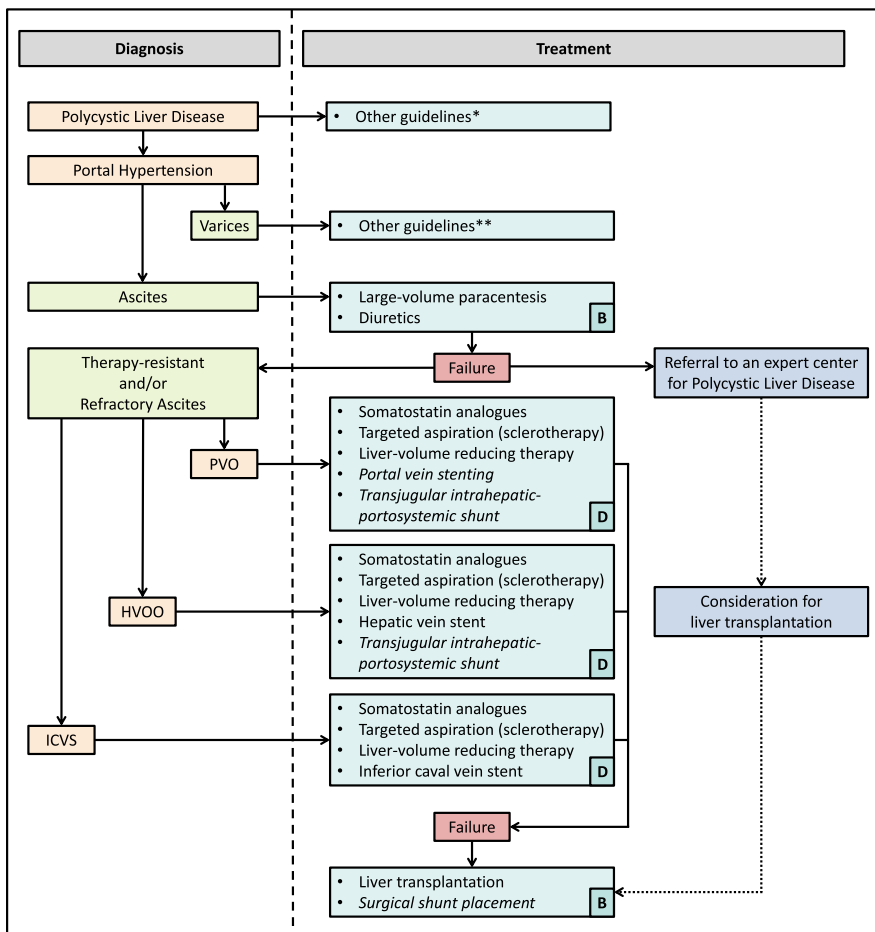 Diagnosis
Treatment
Polycystic Liver Disease
• Other guidelines*
Portal Hypertension
Varices
• Other guidelines**
Ascites
• Large-volume paracentesis
• Diuretics
B
Therapy-resistant
and/or
Refractory Ascites
Failure
Referral to an expert center
for Polycystic Liver Disease
PVO
• Somatostatin analogues
• Targeted aspiration (sclerotherapy)
• Liver-volume reducing therapy
• Portal vein stenting
• Transjugular intrahepatic-
portosystemic shunt
D
HVOO
• Somatostatin analogues
• Targeted aspiration (sclerotherapy)
• Liver-volume reducing therapy
• Hepatic vein stent
• Transjugular intrahepatic-
portosystemic shunt
D
Consideration for
liver transplantation
ICVS
• Somatostatin analogues
• Targeted aspiration (sclerotherapy)
• Liver-volume reducing therapy
• Inferior caval vein stent
D
Failure
• Liver transplantation
• Surgical shunt placement
B